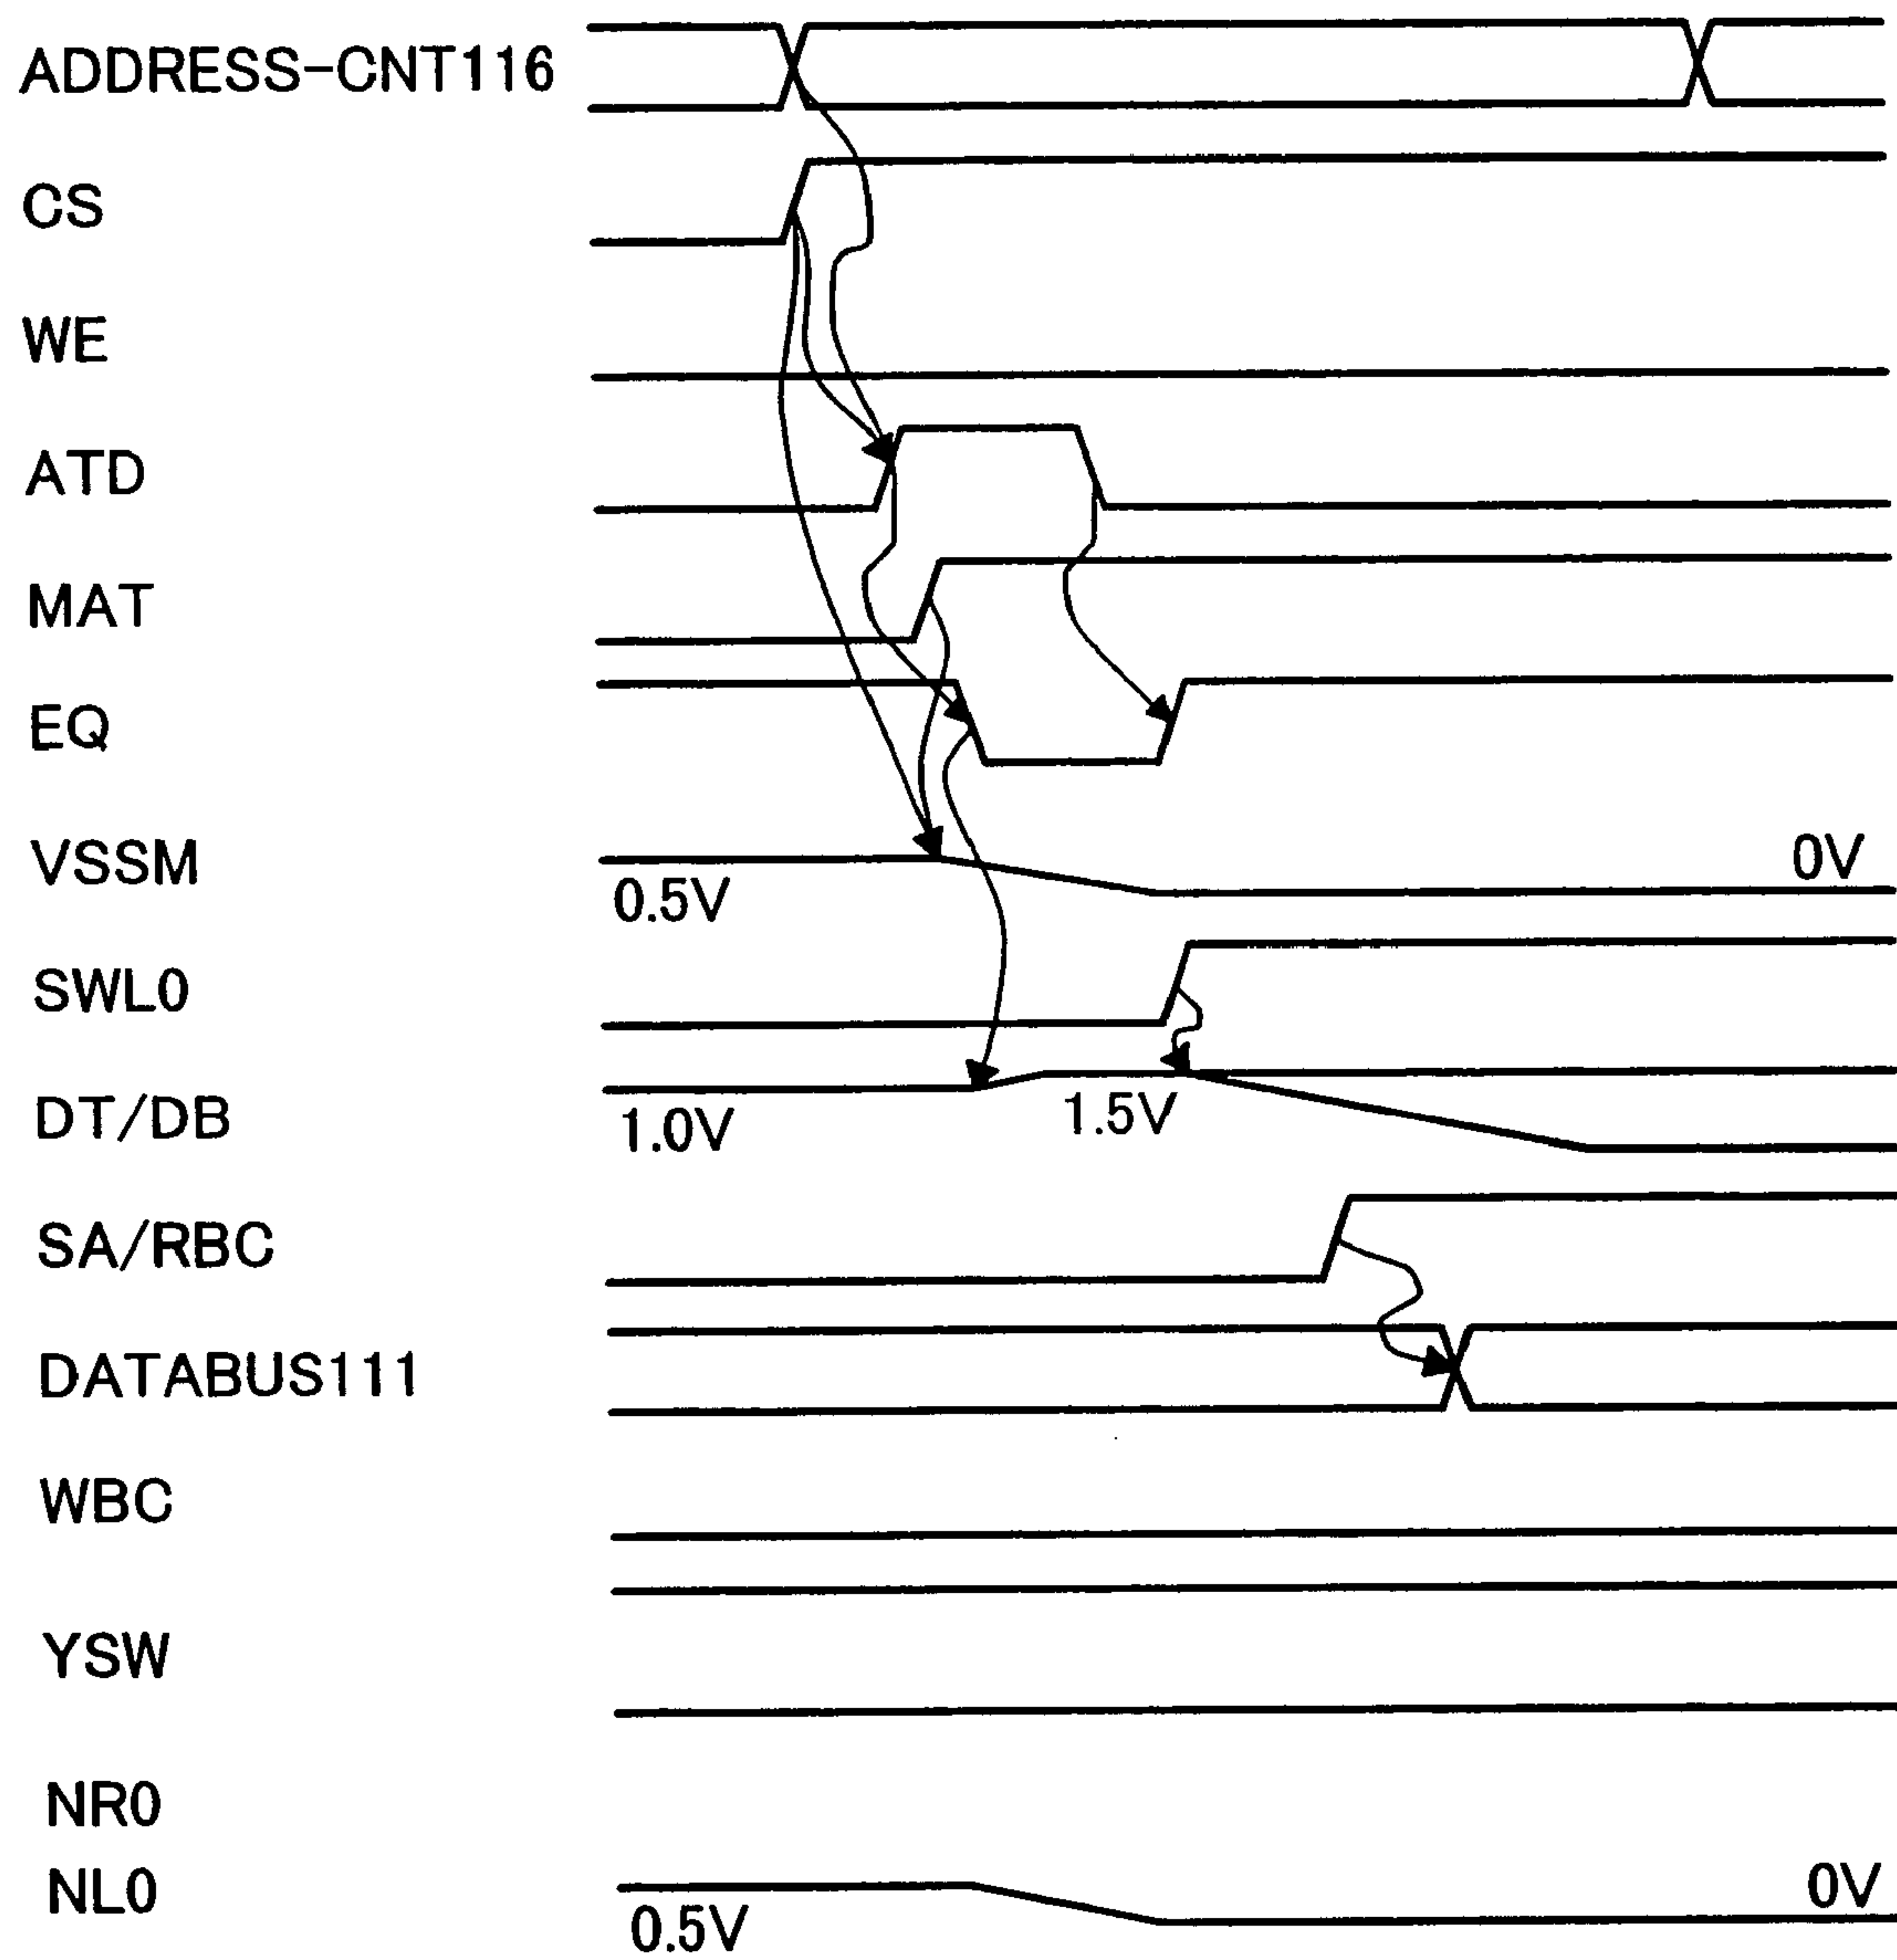 ADDRESS-CNT116
CS
WE
ATD
MAT
EQ
VSSM
0.5V
0V
SWL0
DT/DB
1.0V
1.5V
SA/RBC
DATABUS111
WBC
YSW
NR0
NL0
0.5V
0V